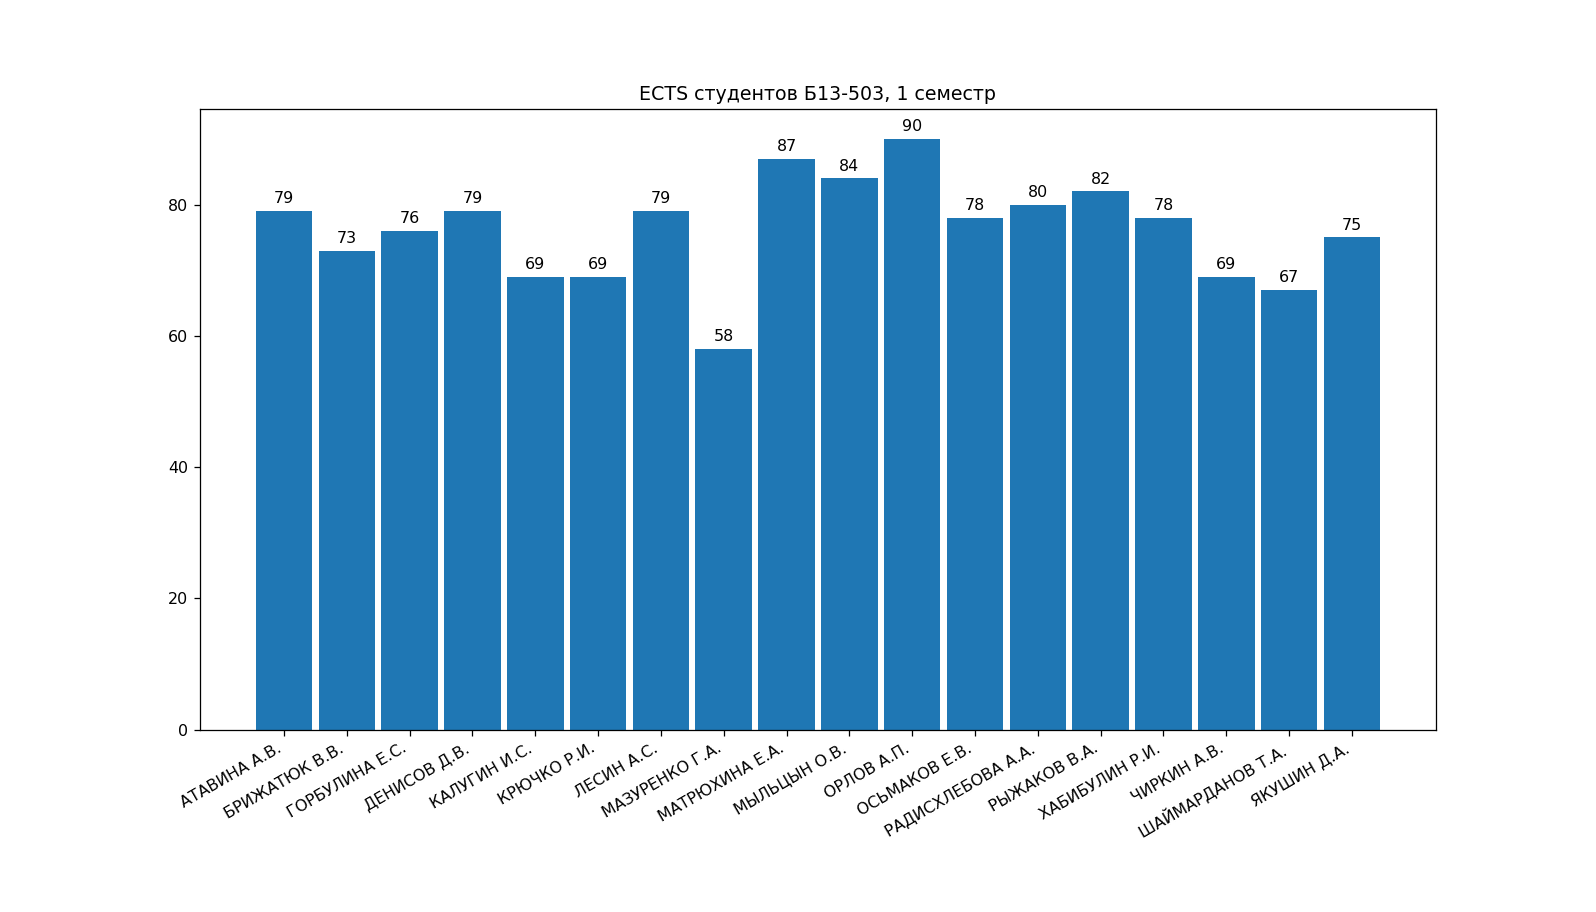 ECTS студентов Б13-503, 1 семестр
79
73
76
79
69
69
79
58
87
84
90
78
80
82
78
69
67
75
80
60
40
20
0
АТАВИНА А.В.
БРИЖАТЮК В.В.
ГОРБУЛИНА Е.С.
ДЕНИСОВ Д.В.
КАЛУГИН И.С.
КРЮЧКО Р.И.
ЛЕСИН А.С.
МАЗУРЕНКО Г.А.
МАТРЮХИНА Е.А.
МЫЛЬЦЫН О.В.
ОРЛОВ А.П.
ОСЬМАКОВ Е.В.
РАДИСХЛЕБОВА А.А.
РЫЖАКОВ В.А.
ХАБИБУЛИН Р.И.
ЧИРКИН А.В.
ШАЙМАРДАНОВ Т.А.
ЯКУШИН Д.А.